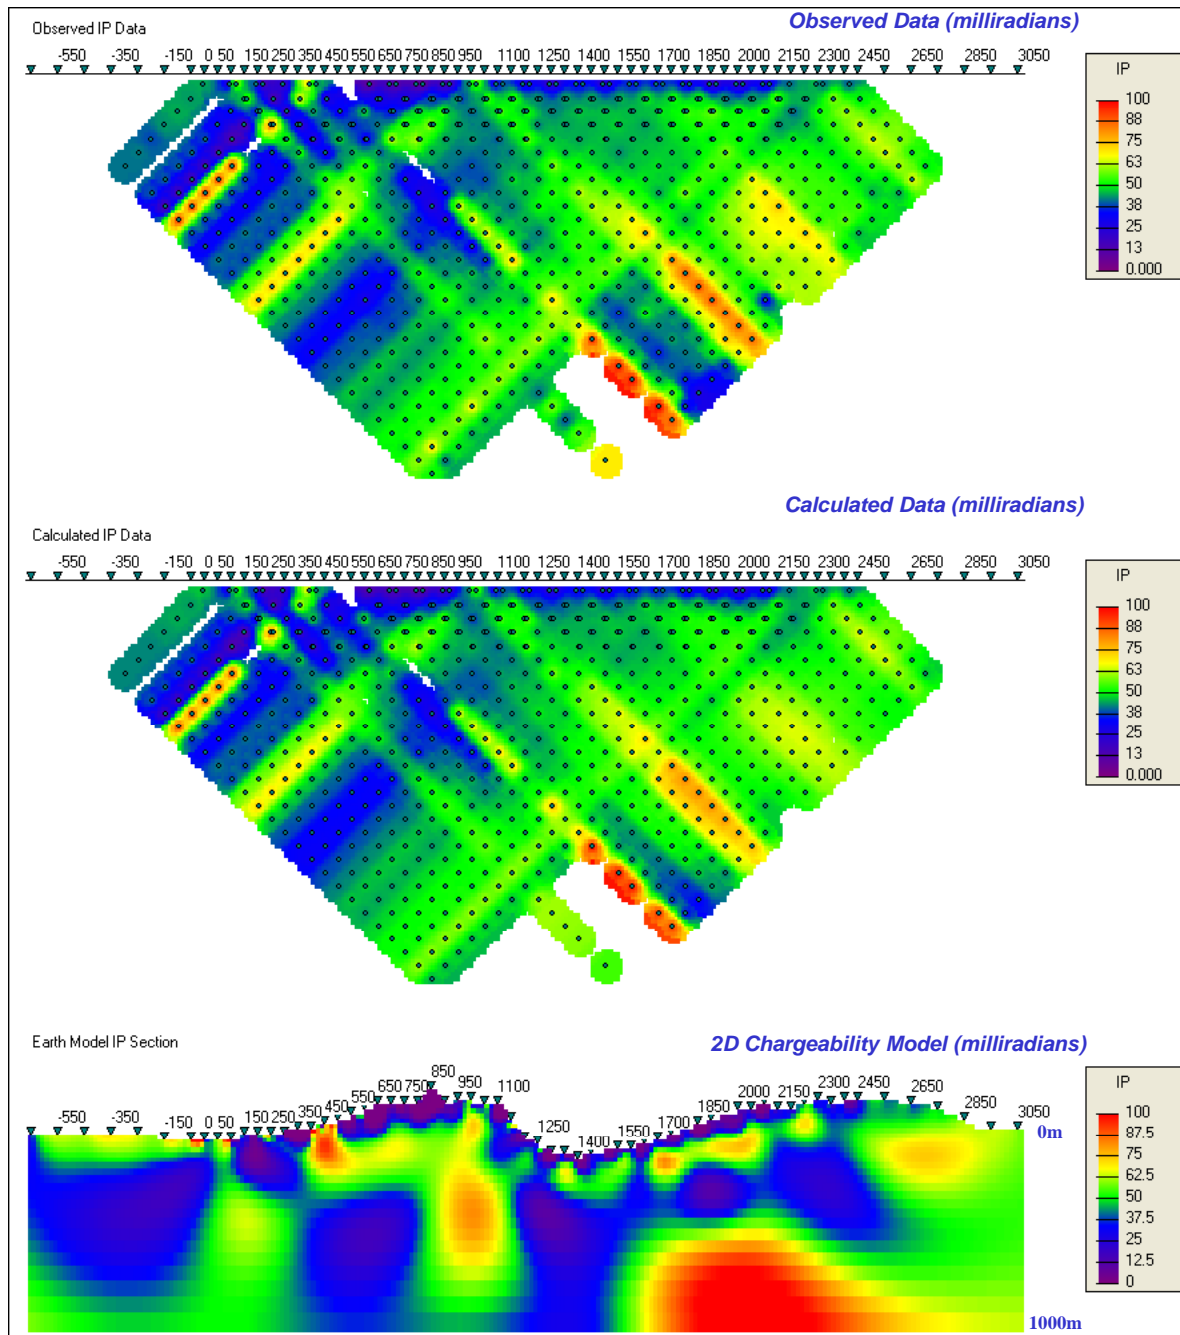 Observed IP Data
Observed Data (milliradians)
-550 -350 -150 0 50 150 250 350 450 550 650 750 850 950 1100 1250 1400 1550 1700 1850 2000 2150 2300 2450 2650 2850 3050
IP
100
88
75
63
50
38
25
13
0.000
Calculated Data (milliradians)
Calculated IP Data
-550 -350 -150 0 50 150 250 350 450 550 650 750 850 950 1100 1250 1400 1550 1700 1850 2000 2150 2300 2450 2650 2850 3050
IP
100
88
75
63
50
38
25
13
0.000
Earth Model IP Section
2D Chargeability Model (milliradians)
-550 -350 -150 0 50 150 250 350 450 550 650 750 850 950 1100 1250 1400 1550 1700 1850 2000 2150 2300 2450 2650 2850 3050
0m
1000m
IP
100
87.5
75
62.5
50
37.5
25
12.5
0